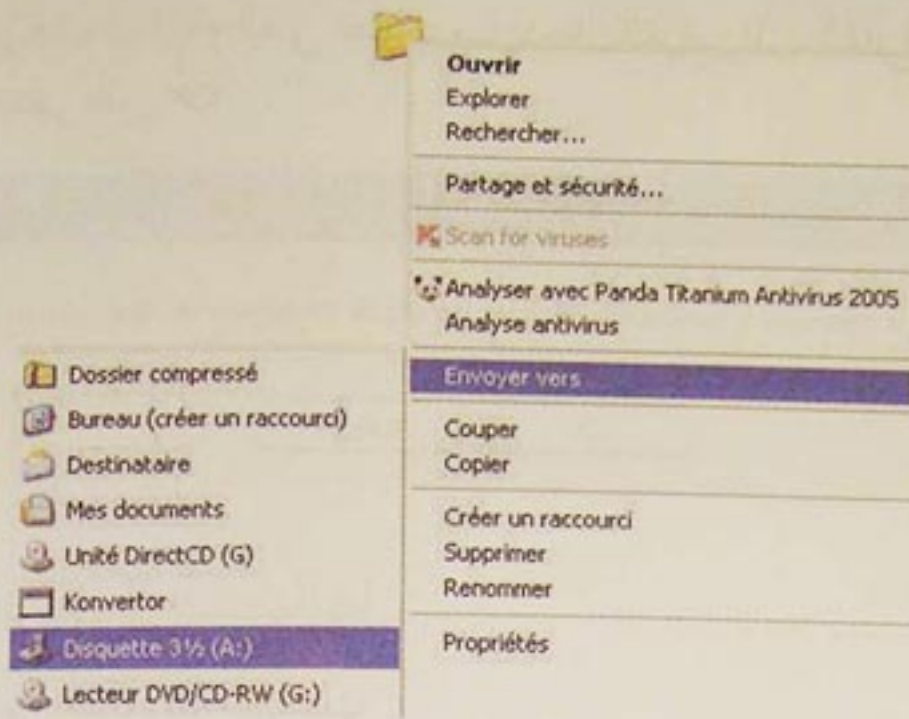 Ouvrir
Explorer
Rechercher...
Partage et sécurité...
Scan for viruses
Analyser avec Panda Titanium Antivirus 2005
Analyse antivirus
Envoyer vers
Couper
Copier
Créer un raccourci
Supprimer
Renommer
Propriétés
Dossier compressé
Bureau (créer un raccourci)
Destinataire
Mes documents
Unité DirectCD (G)
Konvertor
Disquette 3½ (A:)
Lecteur DVD/CD-RW (G:)